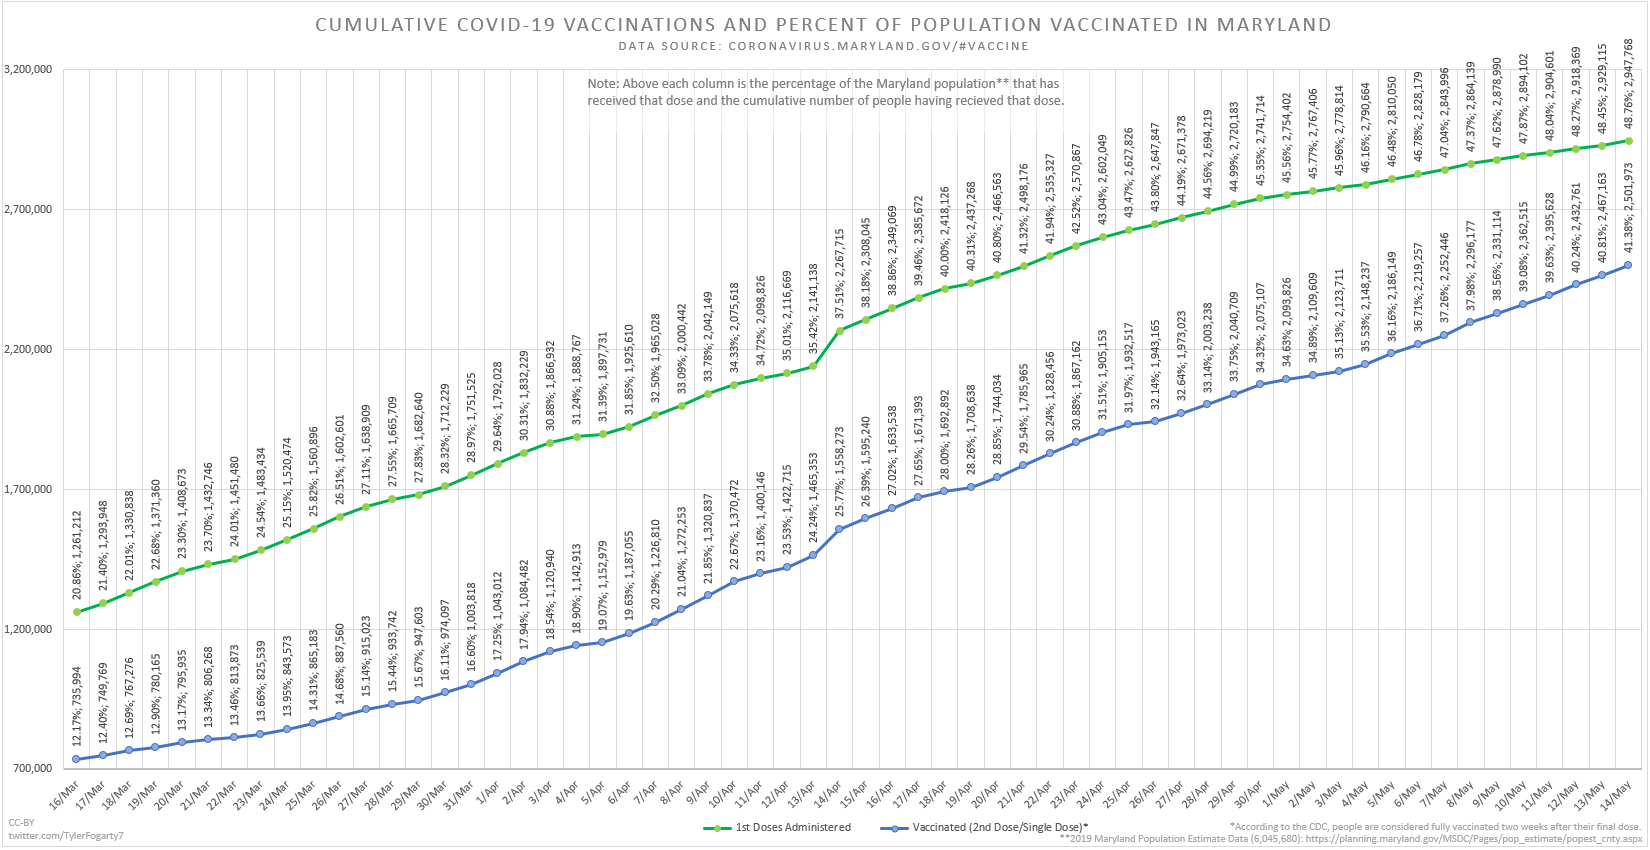 CUMULATIVE COVID-19 VACCINATIONS AND PERCENT OF POPULATION VACCINATED IN MARYLAND
DATA SOURCE: CORONAVIRUS.MARYLAND.GOV/#VACCINE
Note: Above each column is the percentage of the Maryland population** that has
received that dose and the cumulative number of people having recieved that dose.
3,200,000
2,700,000
2,200,000
1,700,000
1,200,000
700,000
20.86%; 1,261,212
21.40%; 1,293,948
22.01%; 1,330,838
22.68%; 1,371,360
23.30%; 1,408,673
23.70%; 1,432,746
24.01%; 1,451,480
24.54%; 1,483,434
25.15%; 1,520,474
25.82%; 1,560,896
26.51%; 1,602,601
27.11%; 1,638,909
27.55%; 1,665,709
27.83%; 1,682,640
28.32%; 1,712,229
28.97%; 1,751,525
29.64%; 1,792,028
30.31%; 1,832,229
30.88%; 1,866,932
31.24%; 1,888,767
31.39%; 1,897,731
31.85%; 1,925,610
32.50%; 1,965,028
33.09%; 2,000,442
33.78%; 2,042,149
34.33%; 2,075,618
34.72%; 2,098,826
35.01%; 2,116,669
35.42%; 2,141,138
37.51%; 2,267,715
38.18%; 2,308,045
38.86%; 2,349,069
39.46%; 2,385,672
40.00%; 2,418,126
40.31%; 2,437,268
40.80%; 2,466,563
41.32%; 2,498,176
41.94%; 2,535,327
42.52%; 2,570,867
43.04%; 2,602,049
43.47%; 2,627,826
43.80%; 2,647,847
44.19%; 2,671,378
44.56%; 2,694,219
44.99%; 2,720,183
45.35%; 2,741,714
45.56%; 2,754,402
45.77%; 2,767,406
45.96%; 2,778,814
46.16%; 2,790,664
46.48%; 2,810,050
46.78%; 2,828,179
47.04%; 2,843,996
47.37%; 2,864,139
47.62%; 2,878,990
47.87%; 2,894,102
48.04%; 2,904,601
48.27%; 2,918,369
48.45%; 2,929,115
48.76%; 2,947,768
12.17%; 735,994
12.40%; 749,769
12.69%; 767,276
12.90%; 780,165
13.17%; 795,935
13.34%; 806,268
13.46%; 813,873
13.66%; 825,539
13.95%; 843,573
14.31%; 865,183
14.68%; 887,560
15.14%; 915,023
15.44%; 933,742
15.67%; 947,603
16.11%; 974,097
16.60%; 1,003,818
17.25%; 1,043,012
17.94%; 1,084,482
18.54%; 1,120,940
18.90%; 1,142,913
19.07%; 1,152,979
19.63%; 1,187,055
20.29%; 1,226,810
21.04%; 1,272,253
21.85%; 1,320,837
22.67%; 1,370,472
23.16%; 1,400,146
23.53%; 1,422,715
24.24%; 1,465,353
25.77%; 1,558,273
26.39%; 1,595,240
27.02%; 1,633,538
27.65%; 1,671,393
28.00%; 1,692,892
28.26%; 1,708,638
28.85%; 1,744,034
29.54%; 1,785,965
30.24%; 1,828,456
30.88%; 1,867,162
31.51%; 1,905,153
31.97%; 1,932,517
32.14%; 1,943,165
32.64%; 1,973,023
33.14%; 2,003,238
33.75%; 2,040,709
34.32%; 2,075,107
34.63%; 2,093,826
34.89%; 2,109,609
35.13%; 2,123,711
35.53%; 2,148,237
36.16%; 2,186,149
36.71%; 2,219,257
37.26%; 2,252,446
37.98%; 2,296,177
38.56%; 2,331,114
39.08%; 2,362,515
39.63%; 2,395,628
40.24%; 2,432,761
40.81%; 2,467,163
41.38%; 2,501,973
16/Mar
17/Mar
18/Mar
19/Mar
20/Mar
21/Mar
22/Mar
23/Mar
24/Mar
25/Mar
26/Mar
27/Mar
28/Mar
29/Mar
30/Mar
31/Mar
1/Apr
2/Apr
3/Apr
4/Apr
5/Apr
6/Apr
7/Apr
8/Apr
9/Apr
10/Apr
11/Apr
12/Apr
13/Apr
14/Apr
15/Apr
16/Apr
17/Apr
18/Apr
19/Apr
20/Apr
21/Apr
22/Apr
23/Apr
24/Apr
25/Apr
26/Apr
27/Apr
28/Apr
29/Apr
30/Apr
1/May
2/May
3/May
4/May
5/May
6/May
7/May
8/May
9/May
10/May
11/May
12/May
13/May
14/May
CC-BY
twitter.com/TylerFogarty7
1st Doses Administered
Vaccinated (2nd Dose/Single Dose)*
*According to the CDC, people are considered fully vaccinated two weeks after their final dose.
**2019 Maryland Population Estimate Data (6,045,680): https://planning.maryland.gov/MSDC/Pages/pop_estimate/popest_cnty.aspx